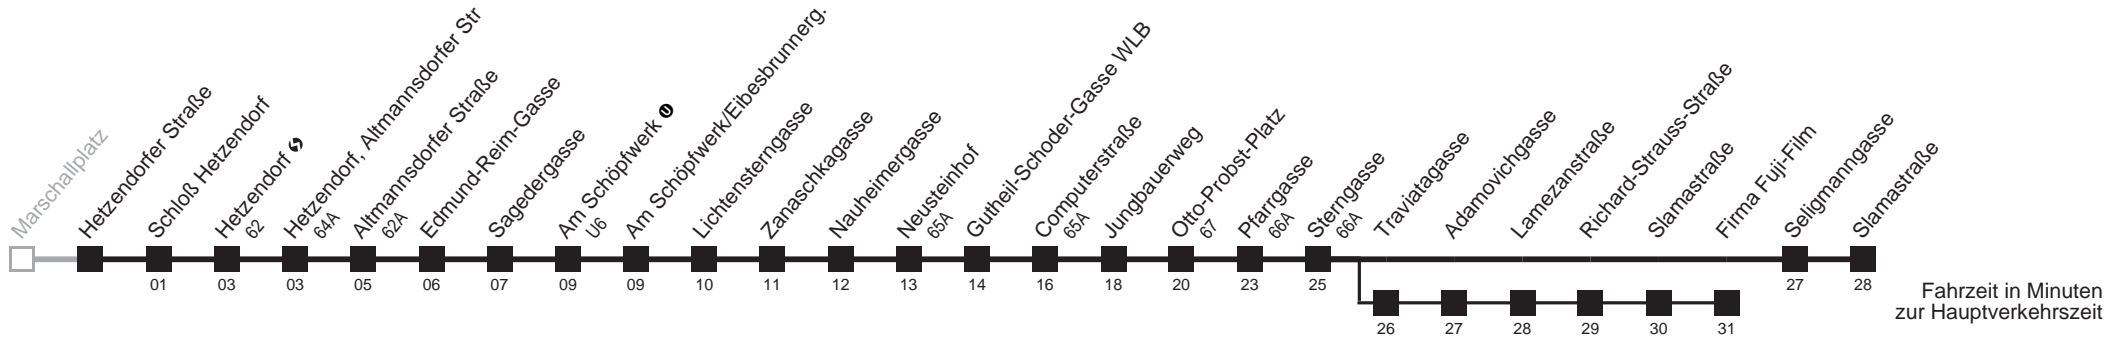 Marschallplatz
Hetzendorfer Straße
Schloß Hetzendorf
Hetzendorf
62
Hetzendorf, Altmannsdorfer Str
64A
Altmannsdorfer Straße
62A
Edmund-Reim-Gasse
Sagedergasse
Am Schöpfwerk U
U6
Am Schöpfwerk/Eibesbrunnerg.
Lichtensterngasse
Zanaschkagasse
Nauheimergasse
Neusteinhof
65A
Gutheil-Schoder-Gasse WLB
Computerstraße
65A
Jungbauerweg
Otto-Probst-Platz
67
Pfarrgasse
66A
Sterngasse
66A
Traviatagasse
Adamovichgasse
Lamezanstraße
Richard-Strauss-Straße
Slamastraße
Firma Fuji-Film
Seligmanngasse
Slamastraße
01 03 03 05 06 07 09 09 10 11 12 13 14 16 18 20 23 25 27 28
26 27 28 29 30 31
Fahrzeit in Minuten
zur Hauptverkehrszeit